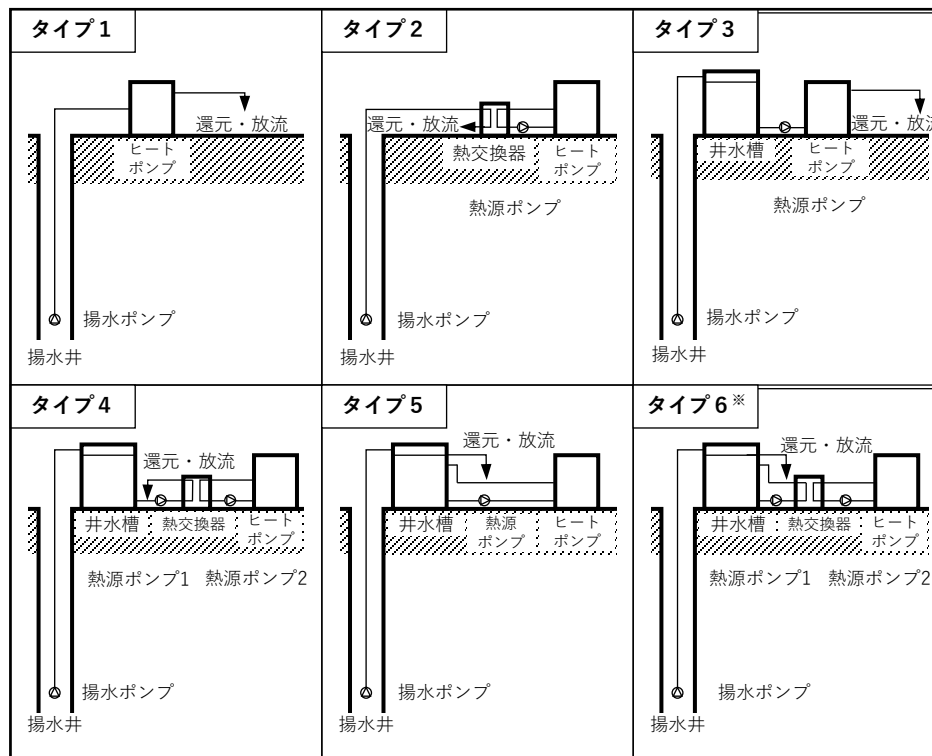 タイプ1
還元・放流
ヒート
ポンプ
揚水ポンプ
揚水井
タイプ2
還元・放流
熱交換器
ヒート
ポンプ
熱源ポンプ
揚水ポンプ
揚水井
タイプ3
還元・放流
井水槽
ヒート
ポンプ
熱源ポンプ
揚水ポンプ
揚水井
タイプ4
還元・放流
井水槽
熱交換器
ヒート
ポンプ
熱源ポンプ1
熱源ポンプ2
揚水ポンプ
揚水井
タイプ5
還元・放流
井水槽
熱源
ポンプ
ヒート
ポンプ
揚水ポンプ
揚水井
タイプ6※
還元・放流
井水槽
熱交換器
ヒート
ポンプ
熱源ポンプ1
熱源ポンプ2
揚水ポンプ
揚水井